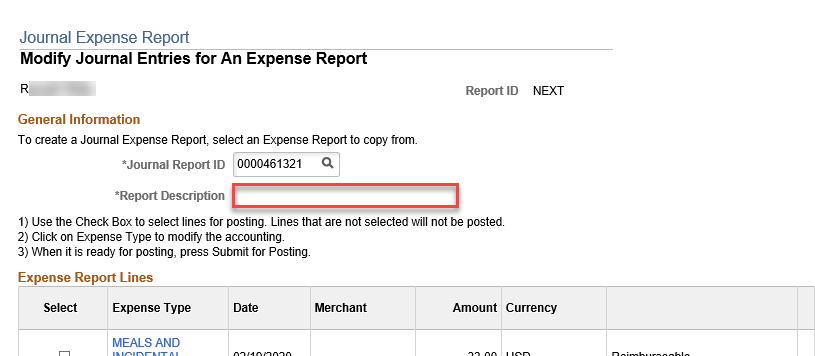 Journal Expense Report
Modify Journal Entries for An Expense Report
R
Report ID NEXT
General Information
To create a Journal Expense Report, select an Expense Report to copy from.
*Journal Report ID 0000461321
*Report Description
1) Use the Check Box to select lines for posting. Lines that are not selected will not be posted.
2) Click on Expense Type to modify the accounting.
3) When it is ready for posting, press Submit for Posting.
Expense Report Lines
Select Expense Type Date Merchant Amount Currency
MEALS AND
INCIDENTAL 02/19/2020 23.00 USD Reimbursable